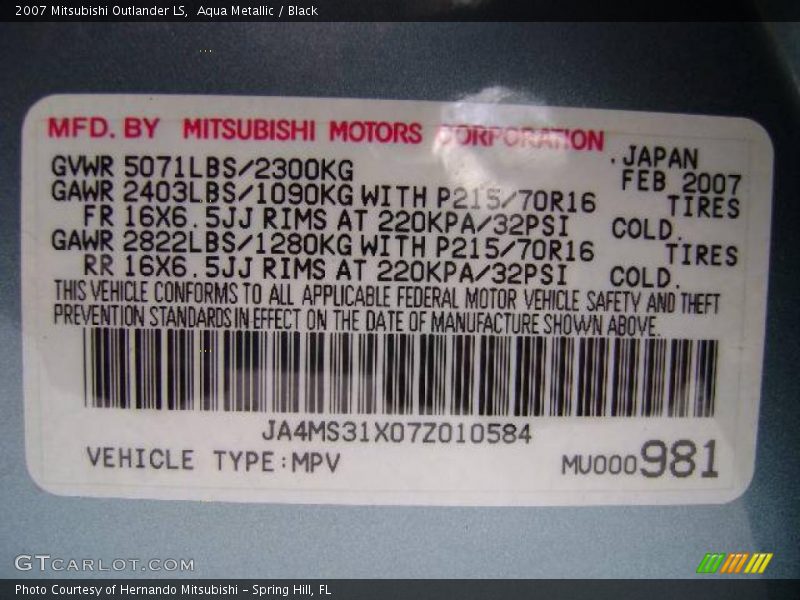 2007 Mitsubishi Outlander LS,  Aqua Metallic / Black
MFD. BY MITSUBISHI MOTORS CORPORATION
.JAPAN
GVWR 5071LBS/2300KG
FEB 2007
GAWR 2403LBS/1090KG WITH P215/70R16 TIRES
FR 16X6.5JJ RIMS AT 220KPA/32PSI COLD.
GAWR 2822LBS/1280KG WITH P215/70R16 TIRES
RR 16X6.5JJ RIMS AT 220KPA/32PSI COLD.
THIS VEHICLE CONFORMS TO ALL APPLICABLE FEDERAL MOTOR VEHICLE SAFETY AND THEFT
PREVENTION STANDARDS IN EFFECT ON THE DATE OF MANUFACTURE SHOWN ABOVE.
JA4MS31X07Z010584
VEHICLE TYPE:MPV MU000981
GTCARLOT.COM
Photo Courtesy of Hernando Mitsubishi - Spring Hill, FL